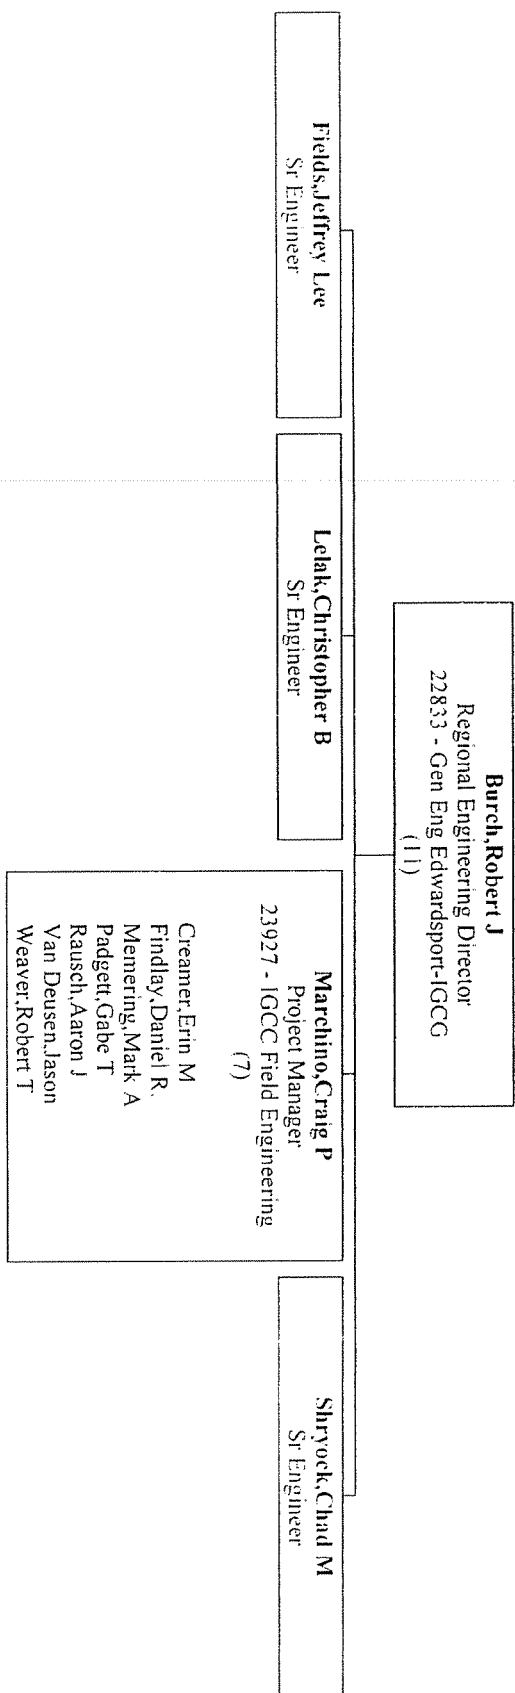 Burch,Robert J
Regional Engineering Director
22833 - Gen Eng Edwardsport-IGCG
(11)
Fields,Jeffrey Lee
Sr Engineer
Lelak,Christopher B
Sr Engineer
Marchino,Craig P
Project Manager
23927 - IGCC Field Engineering
(7)
Creamer,Erin M
Findlay,Daniel R.
Memering,Mark A
Padgett,Gabe T
Rausch,Aaron J
Van Deusen,Jason
Weaver,Robert T
Shryock,Chad M
Sr Engineer